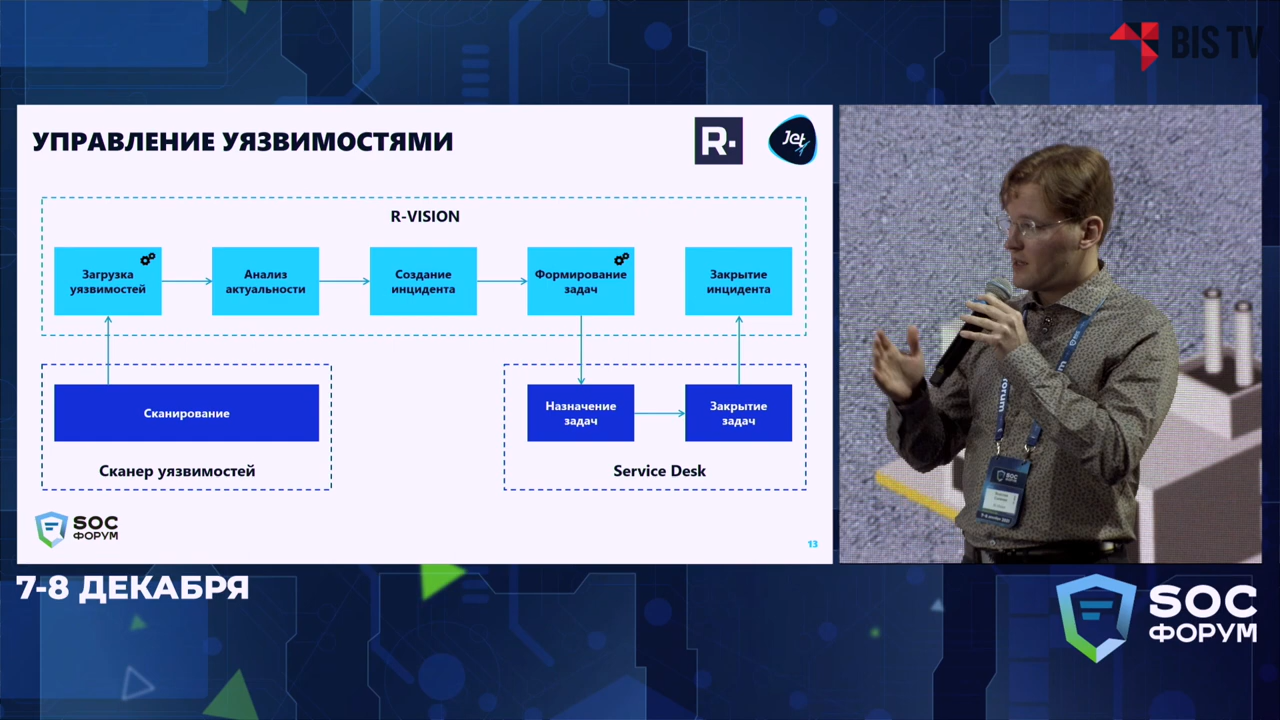 BIS TV
УПРАВЛЕНИЕ УЯЗВИМОСТЯМИ
R·
Jet
R-VISION
Загрузка
уязвимостей
Анализ
актуальности
Создание
инцидента
Формирование
задач
Закрытие
инцидента
Сканирование
Назначение
задач
Закрытие
задач
Сканер уязвимостей
Service Desk
SOC
ФОРУМ
13
7-8 ДЕКАБРЯ
SOC
ФОРУМ